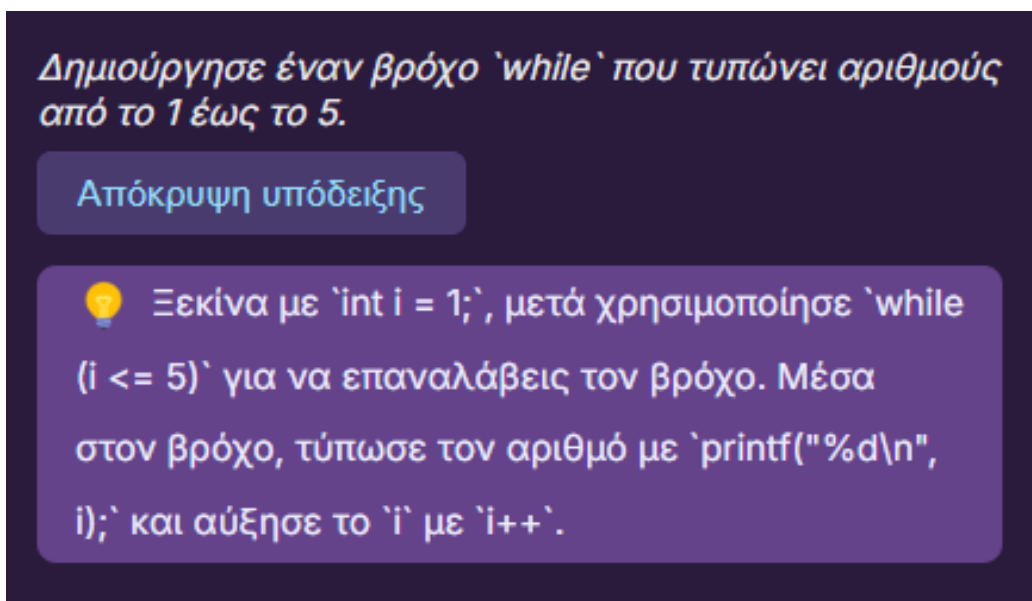 Δημιούργησε έναν βρόχο `while` που τυπώνει αριθμούς
από το 1 έως το 5.
Απόκρυψη υπόδειξης
Ξεκίνα με `int i = 1;`, μετά χρησιμοποίησε `while
(i <= 5)` για να επαναλάβεις τον βρόχο. Μέσα
στον βρόχο, τύπωσε τον αριθμό με `printf("%d\n",
i);` και αύξησε το `i` με `i++`.